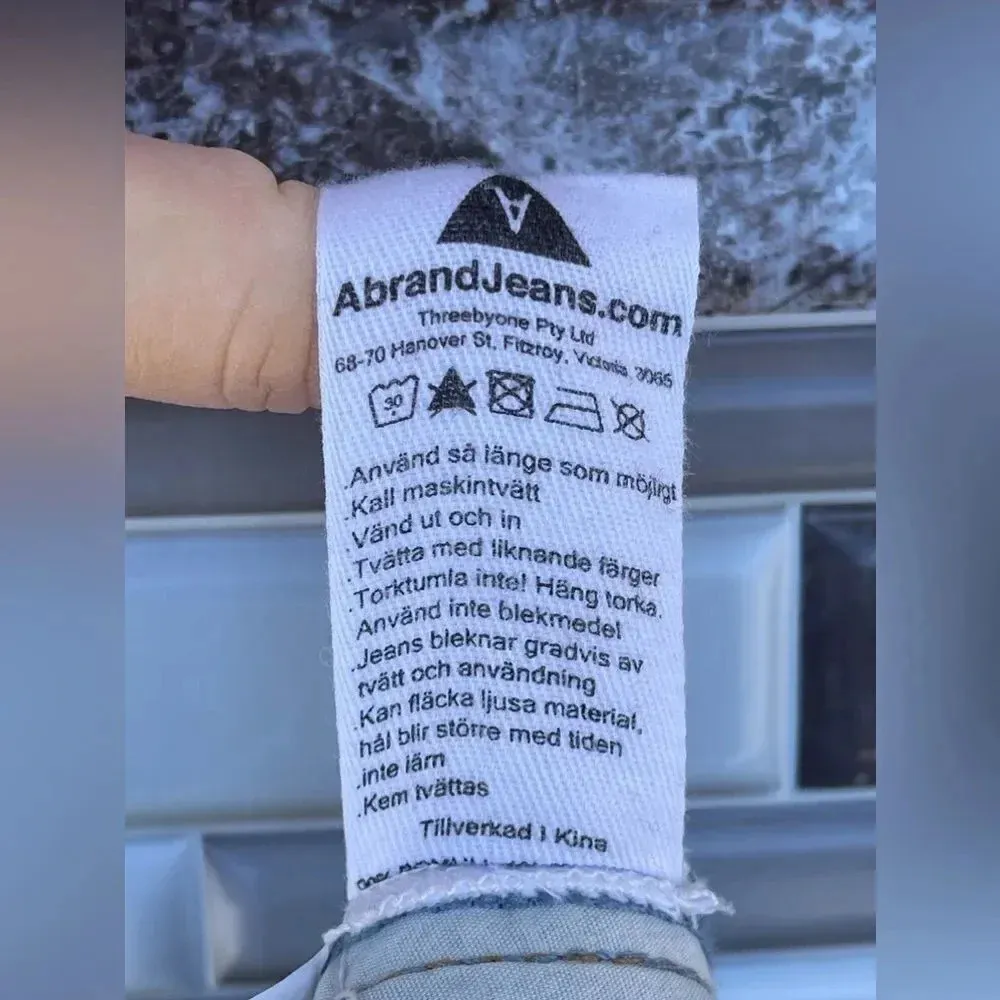 A
AbrandJeans.com
Threebyone Pty Ltd
68-70 Hanover St, Fitzroy, Victoria 3065
30
.Använd så länge som möjligt
.Kall maskintvätt
.Vänd ut och in
.Tvätta med liknande färger
.Torktumla inte! Häng torka.
Använd inte blekmedel
.Jeans bleknar gradvis av
tvätt och användning
.Kan fläcka ljusa material,
hål blir större med tiden
.inte iärn
.Kem tvättas
Tillverkad I Kina